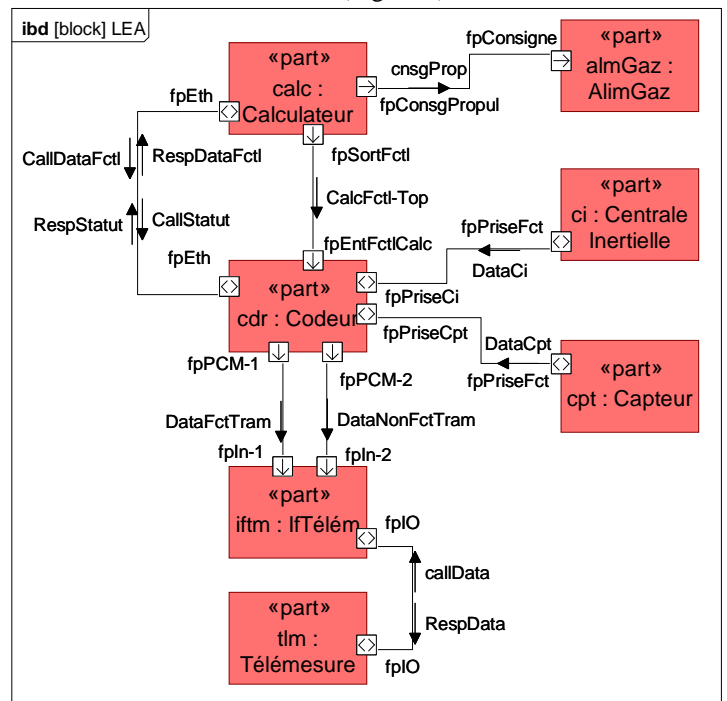 ibd [block] LEA
«part»
calc :
Calculateur
cnsgProp
fpConsgPropul
fpConsigne
«part»
almGaz :
AlimGaz
fpEth
fpSortFctl
CallDataFctl
RespDataFctl
CalcFctl-Top
RespStatut
CallStatut
fpEth
fpEntFctlCalc
«part»
cdr : Codeur
fpPriseFct
DataCi
fpPriseCi
«part»
ci : Centrale
Inertielle
fpPriseCpt
DataCpt
fpPriseFct
«part»
cpt : Capteur
fpPCM-1
fpPCM-2
DataFctTram
DataNonFctTram
fpIn-1
fpIn-2
«part»
iftm : IfTélém
fpIO
callData
RespData
«part»
tlm :
Télémesure
fpIO